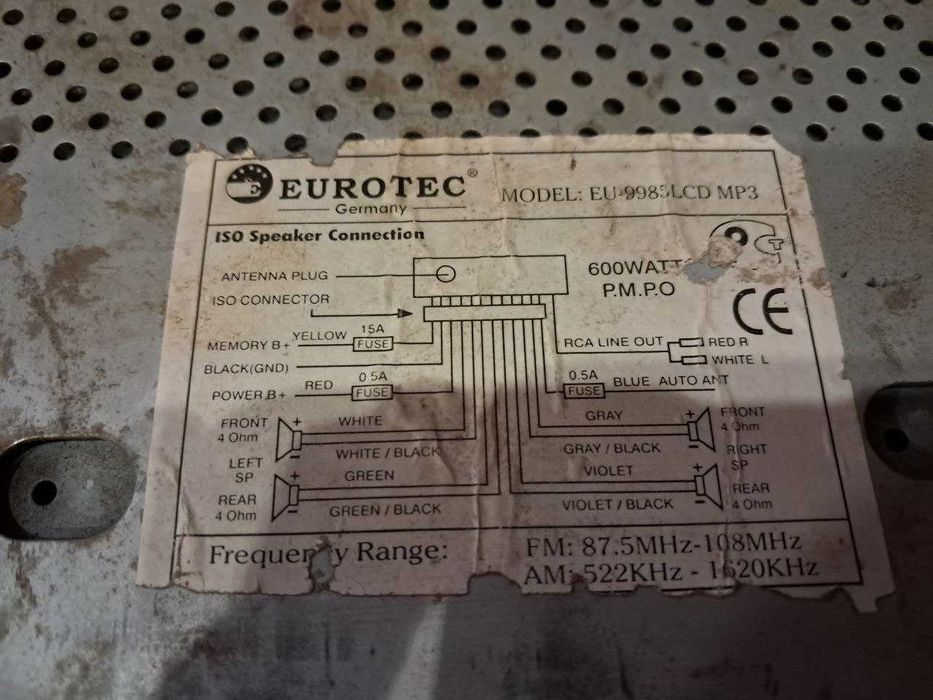 EUROTEC®
Germany
MODEL: EU-9985LCD MP3
ISO Speaker Connection
ANTENNA PLUG
ISO CONNECTOR
600WATTS
P.M.P.O
CE
MEMORY B+ YELLOW 15A FUSE
BLACK(GND)
POWER B+ RED 0.5A FUSE
RCA LINE OUT RED R
WHITE L
0.5A FUSE BLUE AUTO ANT
FRONT 4 Ohm + -
WHITE
WHITE / BLACK
LEFT SP
GREEN
GREEN / BLACK
REAR 4 Ohm + -
GRAY
GRAY / BLACK
+ - FRONT 4 Ohm
RIGHT SP
VIOLET
VIOLET / BLACK
+ - REAR 4 Ohm
Frequency Range:
FM: 87.5MHz-108MHz
AM: 522KHz - 1620KHz